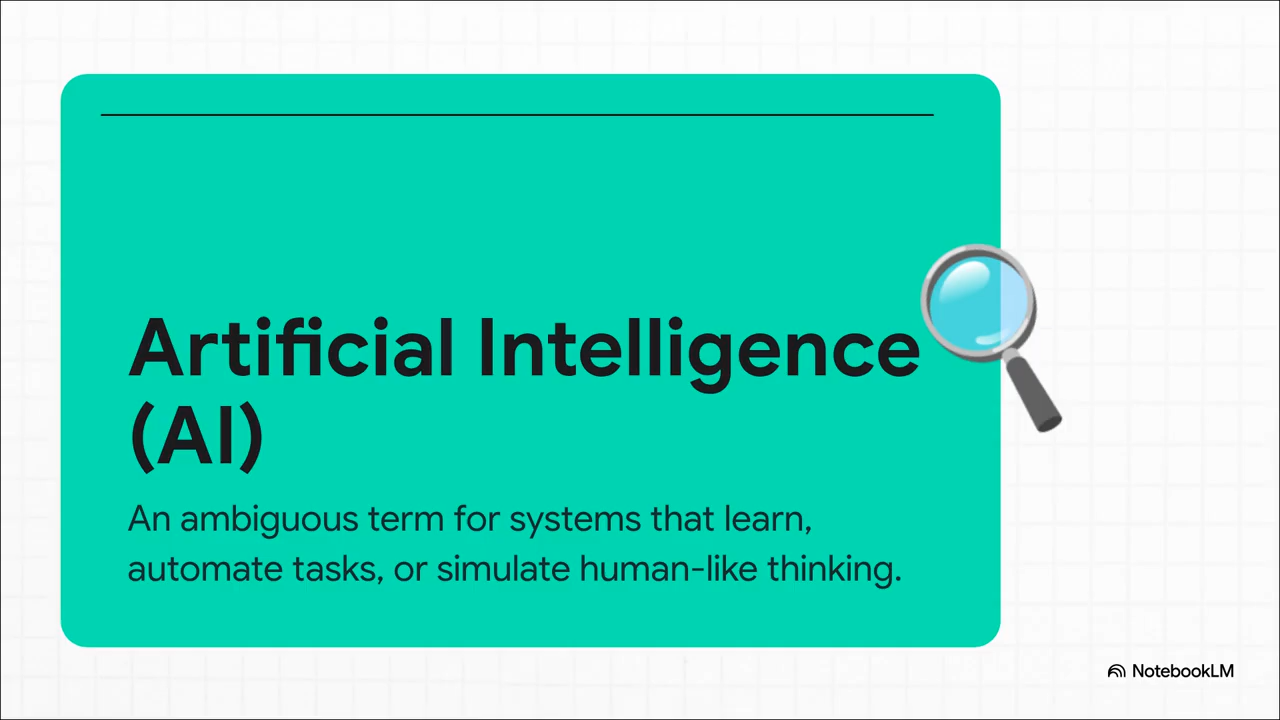 Artificial Intelligence
(AI)
An ambiguous term for systems that learn,
automate tasks, or simulate human-like thinking.
NotebookLM